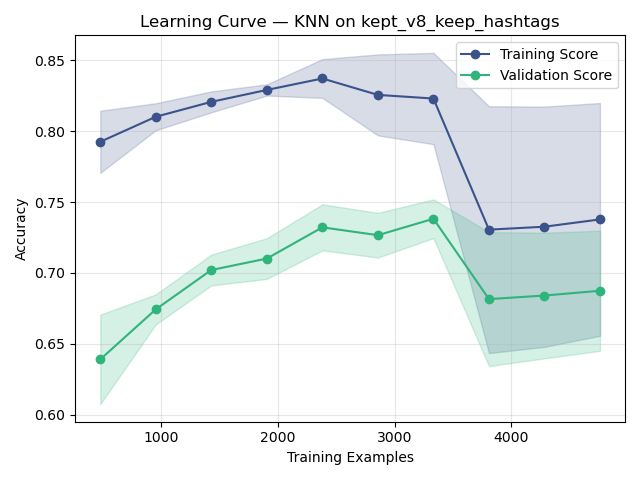 Learning Curve — KNN on kept_v8_keep_hashtags
Training Score
Validation Score
Accuracy
0.85
0.80
0.75
0.70
0.65
0.60
1000 2000 3000 4000
Training Examples